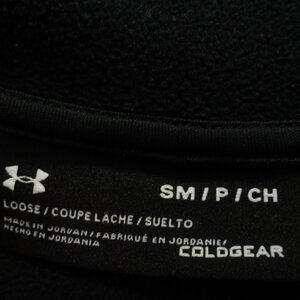 SM/P/CH
LOOSE/COUPE LACHE/SUELTO
MADE IN JORDAN/FABRIQUÉ EN JORDANIE/
HECHO EN JORDANIA
COLDGEAR